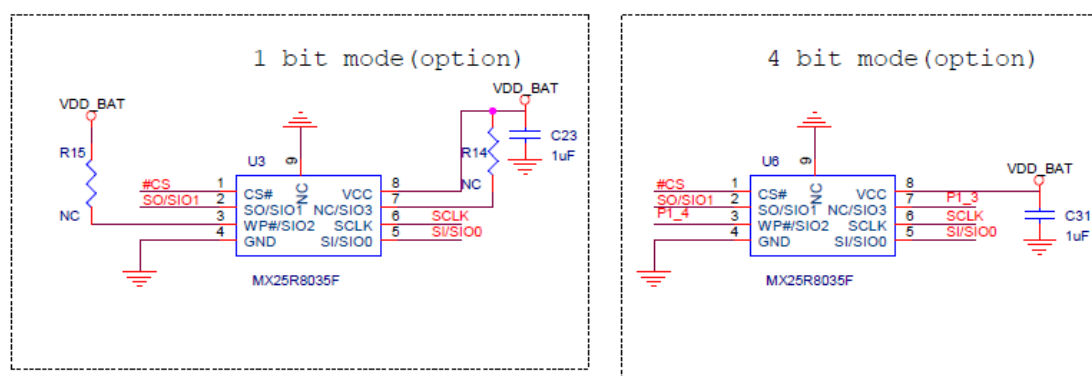 1 bit mode(option)
VDD_BAT
VDD_BAT
R15
NC
U3
9
NC
R14
NC
C23
1uF
#CS
1
CS#
VCC
8
SO/SIO1
2
SO/SIO1
NC/SIO3
7
3
WP#/SIO2
SCLK
6
SCLK
4
GND
SI/SIO0
5
SI/SIO0
MX25R8035F
4 bit mode(option)
U6
9
NC
VDD_BAT
#CS
1
CS#
VCC
8
SO/SIO1
2
SO/SIO1
NC/SIO3
7
P1_3
P1_4
3
WP#/SIO2
SCLK
6
SCLK
4
GND
SI/SIO0
5
SI/SIO0
C31
1uF
MX25R8035F